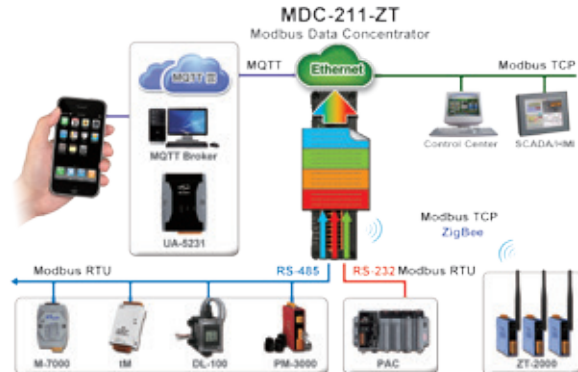 MDC-211-ZT
Modbus Data Concentrator
MQTT
Ethernet
Modbus TCP
MQTT Broker
Control Center
SCADA/HMI
UA-5231
Modbus TCP
ZigBee
Modbus RTU
RS-485
RS-232 Modbus RTU
M-7000
tM
DL-100
PM-3000
PAC
ZT-2000